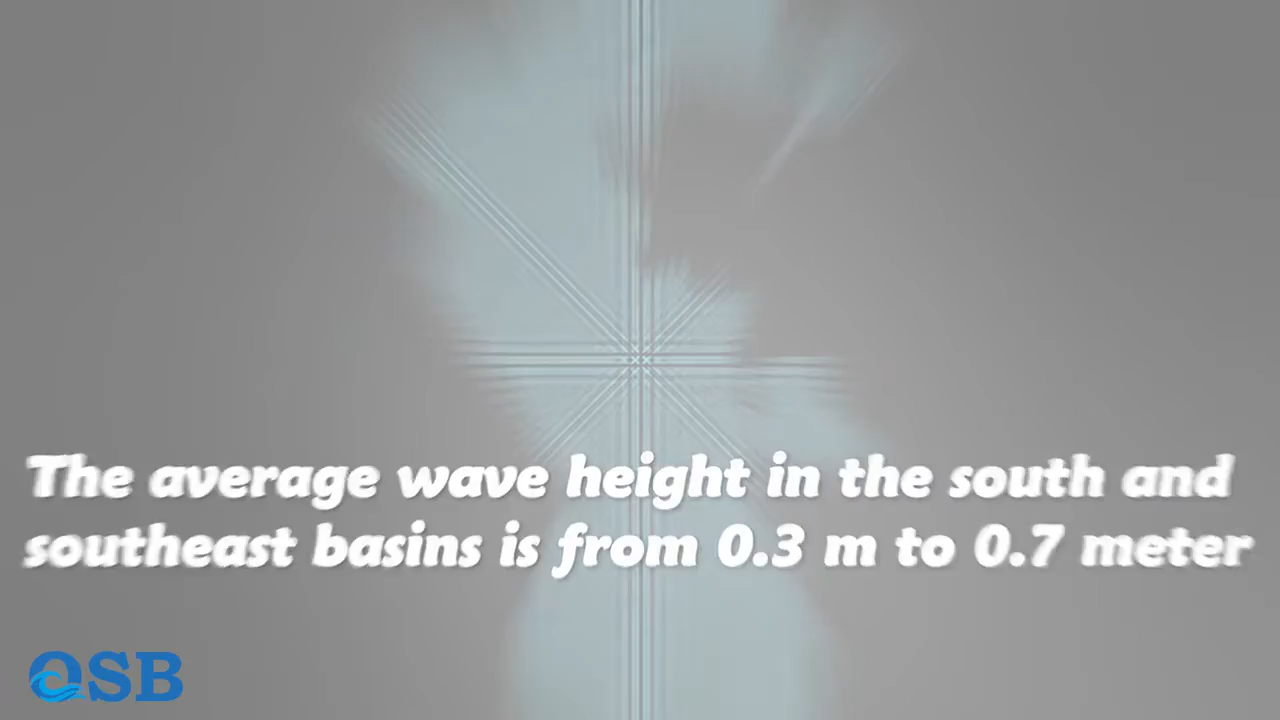 The average wave height in the south and
southeast basins is from 0.3 m to 0.7 meter
OSB